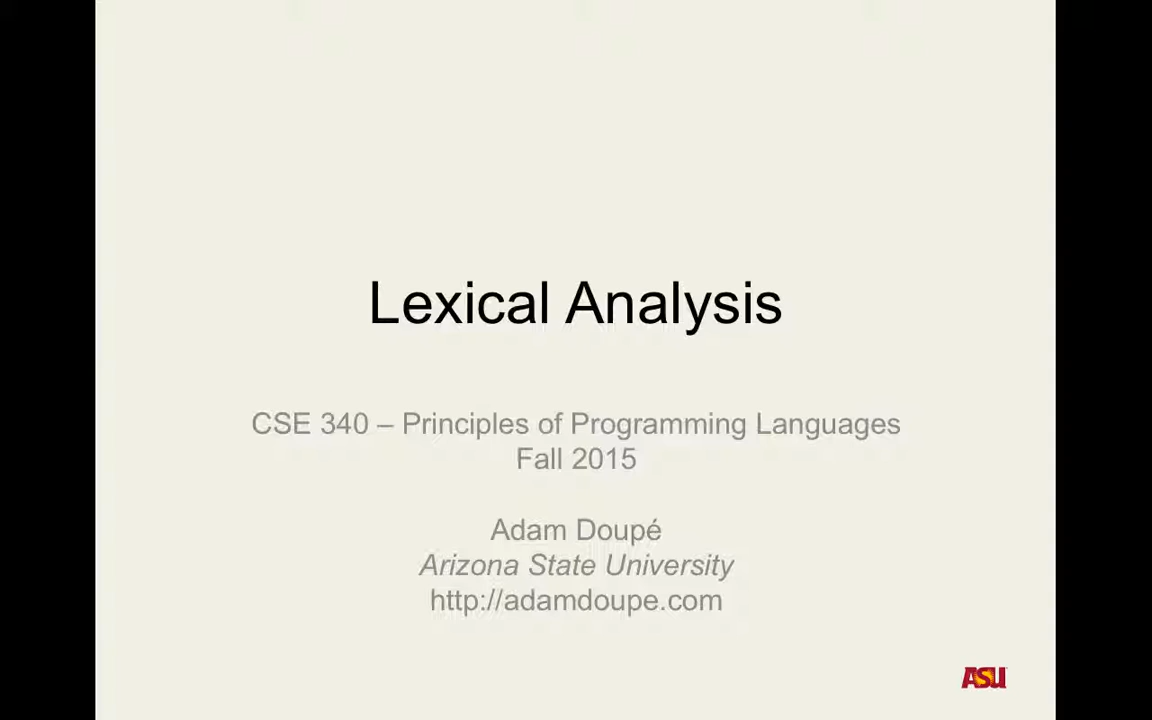 Lexical Analysis
CSE 340 – Principles of Programming Languages
Fall 2015
Adam Doupé
Arizona State University
http://adamdoupe.com
ASU